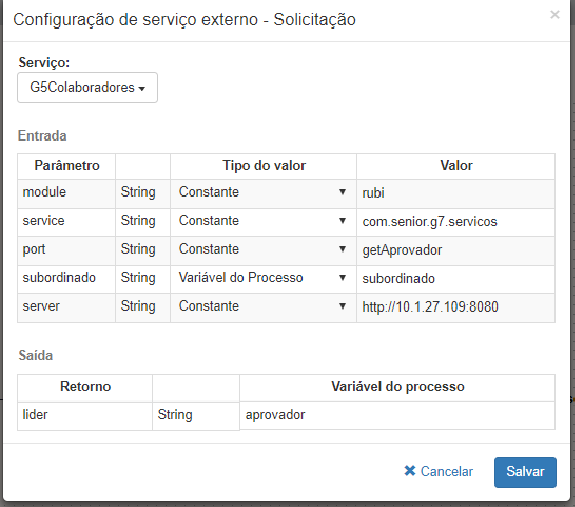 Configuração de serviço externo - Solicitação ×
Serviço:
G5Colaboradores
Entrada
Parâmetro Tipo do valor Valor
module String Constante rubi
service String Constante com.senior.g7.servicos
port String Constante getAprovador
subordinado String Variável do Processo subordinado
server String Constante http://10.1.27.109:8080
Saída
Retorno Variável do processo
lider String aprovador
Cancelar Salvar